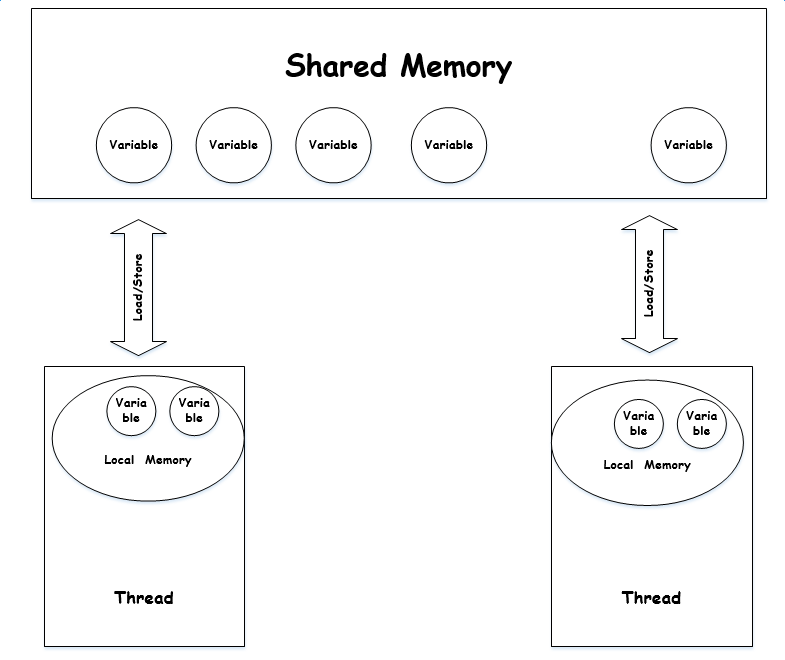 Shared Memory
Variable
Variable
Variable
Variable
Variable
Load/Store
Load/Store
Varia
ble
Varia
ble
Local Memory
Thread
Varia
ble
Varia
ble
Local Memory
Thread